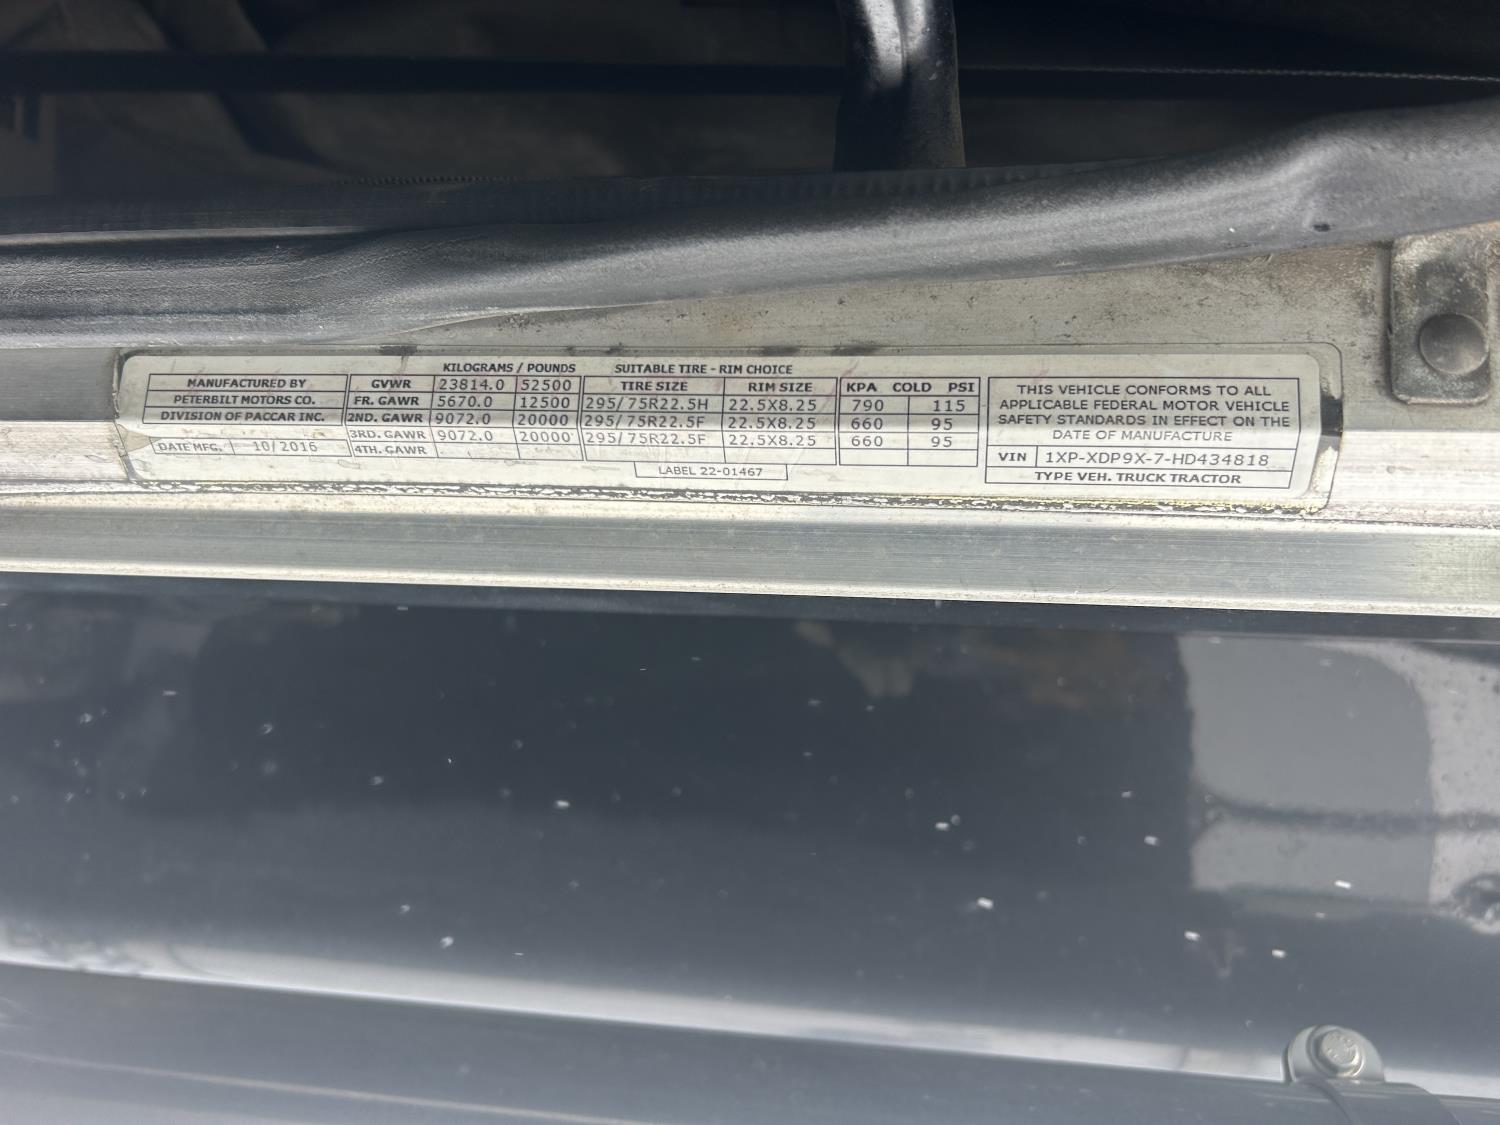 KILOGRAMS / POUNDS SUITABLE TIRE - RIM CHOICE
MANUFACTURED BY GVWR 23814.0 52500 TIRE SIZE RIM SIZE KPA COLD PSI THIS VEHICLE CONFORMS TO ALL
PETERBILT MOTORS CO. FR. GAWR 5670.0 12500 295/75R22.5H 22.5X8.25 790 115 APPLICABLE FEDERAL MOTOR VEHICLE
DIVISION OF PACCAR INC. 2ND. GAWR 9072.0 20000 295/75R22.5F 22.5X8.25 660 95 SAFETY STANDARDS IN EFFECT ON THE
DATE MFG. 10/2016 3RD. GAWR 9072.0 20000 295/75R22.5F 22.5X8.25 660 95 DATE OF MANUFACTURE
4TH. GAWR VIN 1XP-XDP9X-7-HD434818
LABEL 22-01467 TYPE VEH. TRUCK TRACTOR